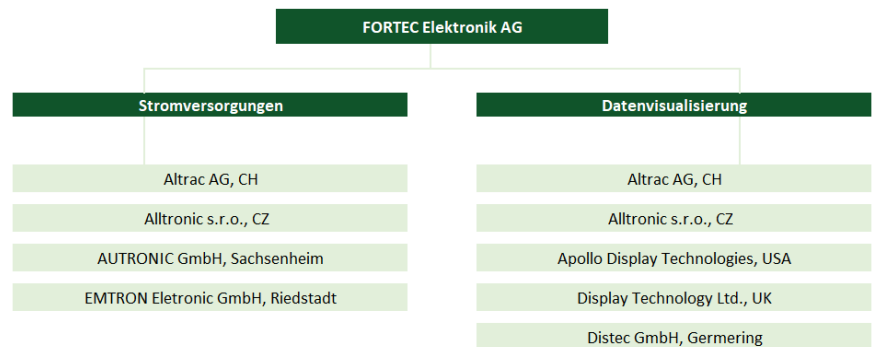 FORTEC Elektronik AG
Stromversorgungen
Altrac AG, CH
Alltronic s.r.o., CZ
AUTRONIC GmbH, Sachsenheim
EMTRON Eletronic GmbH, Riedstadt
Datenvisualisierung
Altrac AG, CH
Alltronic s.r.o., CZ
Apollo Display Technologies, USA
Display Technology Ltd., UK
Distec GmbH, Germering